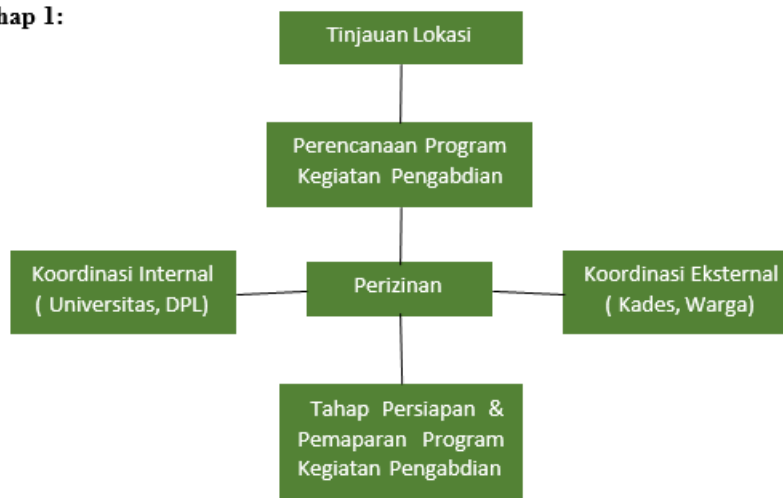 hap 1:
Tinjauan Lokasi
Perencanaan Program
Kegiatan Pengabdian
Koordinasi Internal
( Universitas, DPL)
Perizinan
Koordinasi Eksternal
( Kades, Warga)
Tahap Persiapan &
Pemaparan Program
Kegiatan Pengabdian